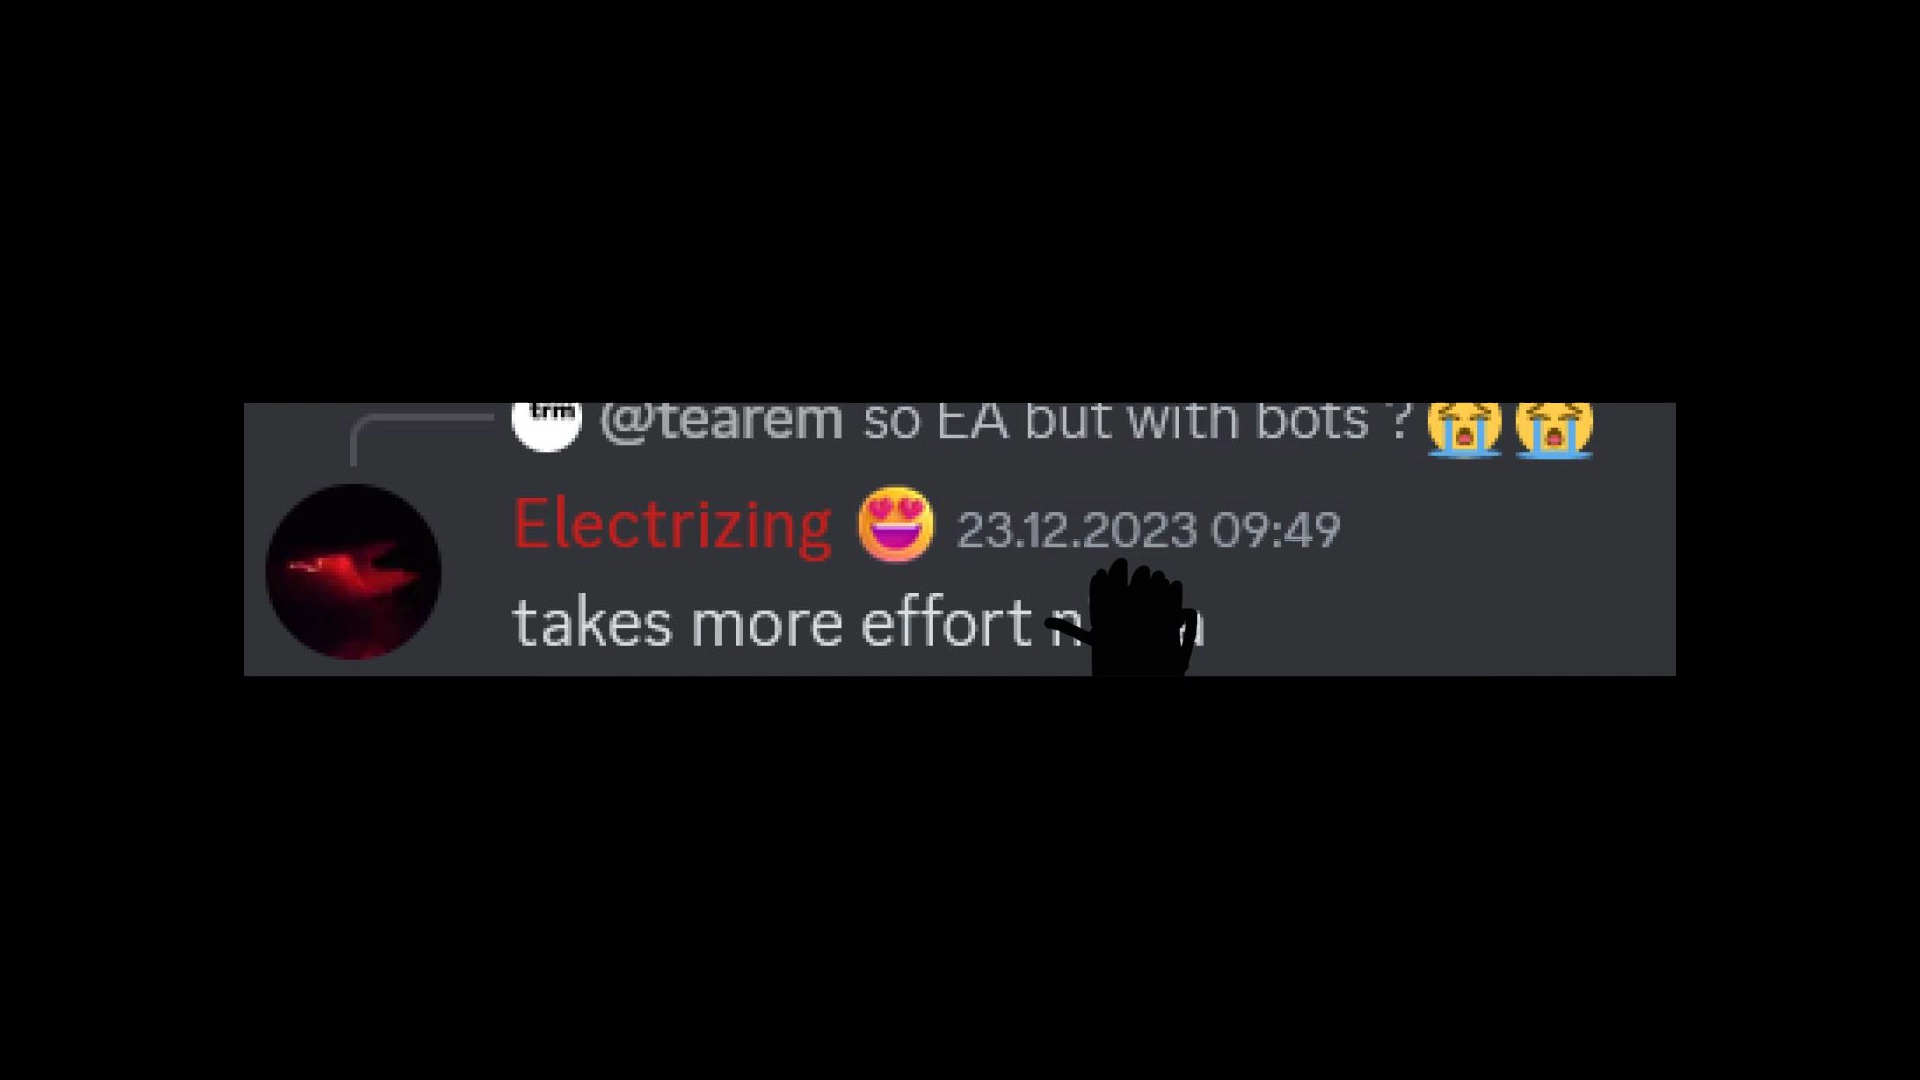 trm @tearem so EA but with bots ?😭😭
Electrizing 😍 23.12.2023 09:49
takes more effort